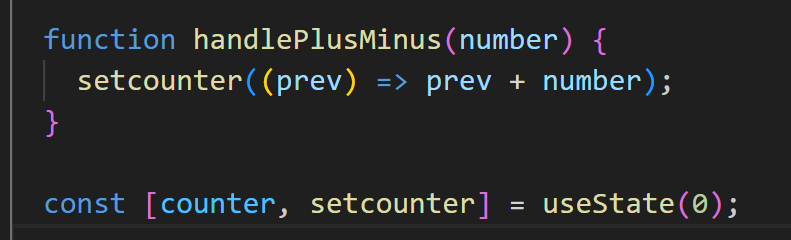 function handlePlusMinus(number) {
  setcounter((prev) => prev + number);
}
const [counter, setcounter] = useState(0);